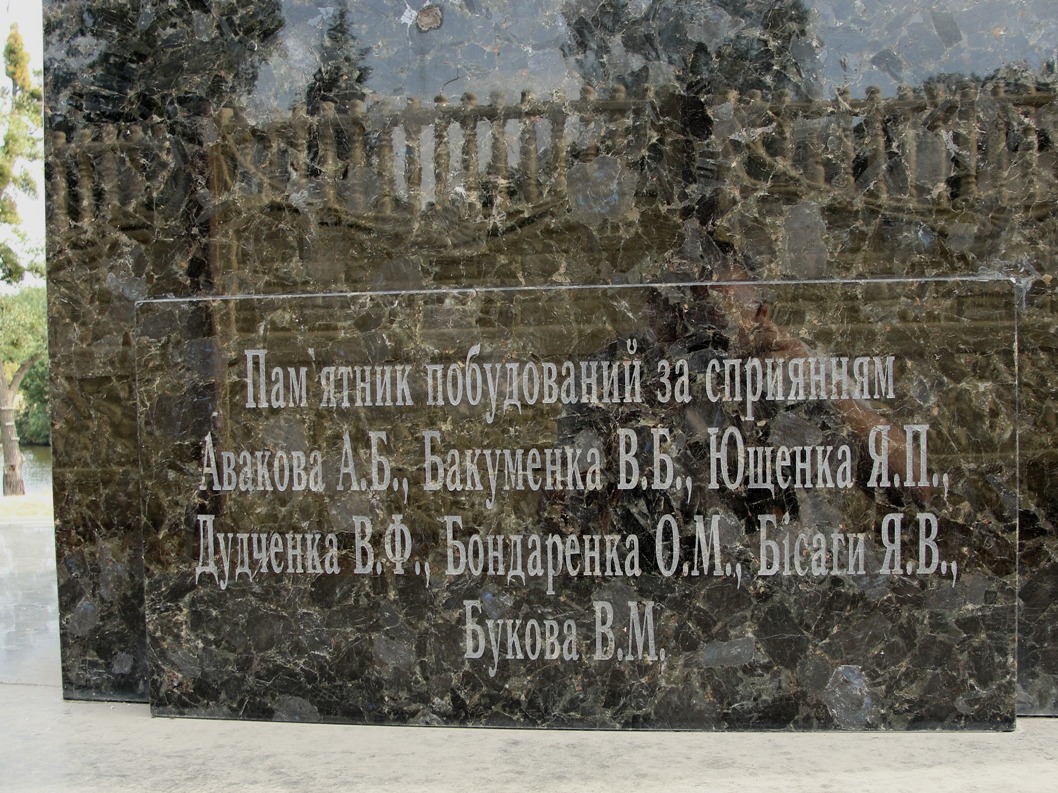 Пам`ятник побудований за сприянням
Авакова А.Б., Бакуменка В.Б., Ющенка Я.П.,
Дудченка В.Ф., Бондаренка О.М., Бісаги Я.В.,
Букова В.М.